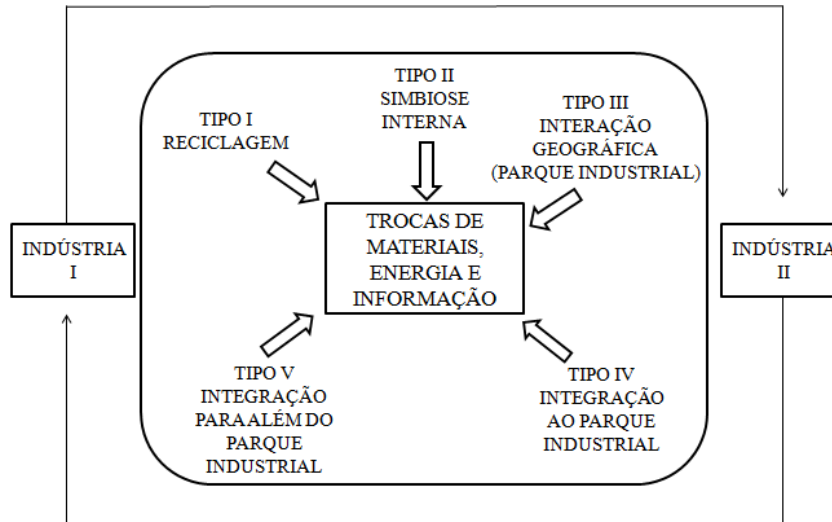 TIPO I
RECICLAGEM
TIPO II
SIMBIOSE
INTERNA
TIPO III
INTERAÇÃO
GEOGRÁFICA
(PARQUE INDUSTRIAL)
INDÚSTRIA
I
TROCAS DE
MATERIAIS,
ENERGIA E
INFORMAÇÃO
INDÚSTRIA
II
TIPO V
INTEGRAÇÃO
PARA ALÉM DO
PARQUE
INDUSTRIAL
TIPO IV
INTEGRAÇÃO
AO PARQUE
INDUSTRIAL